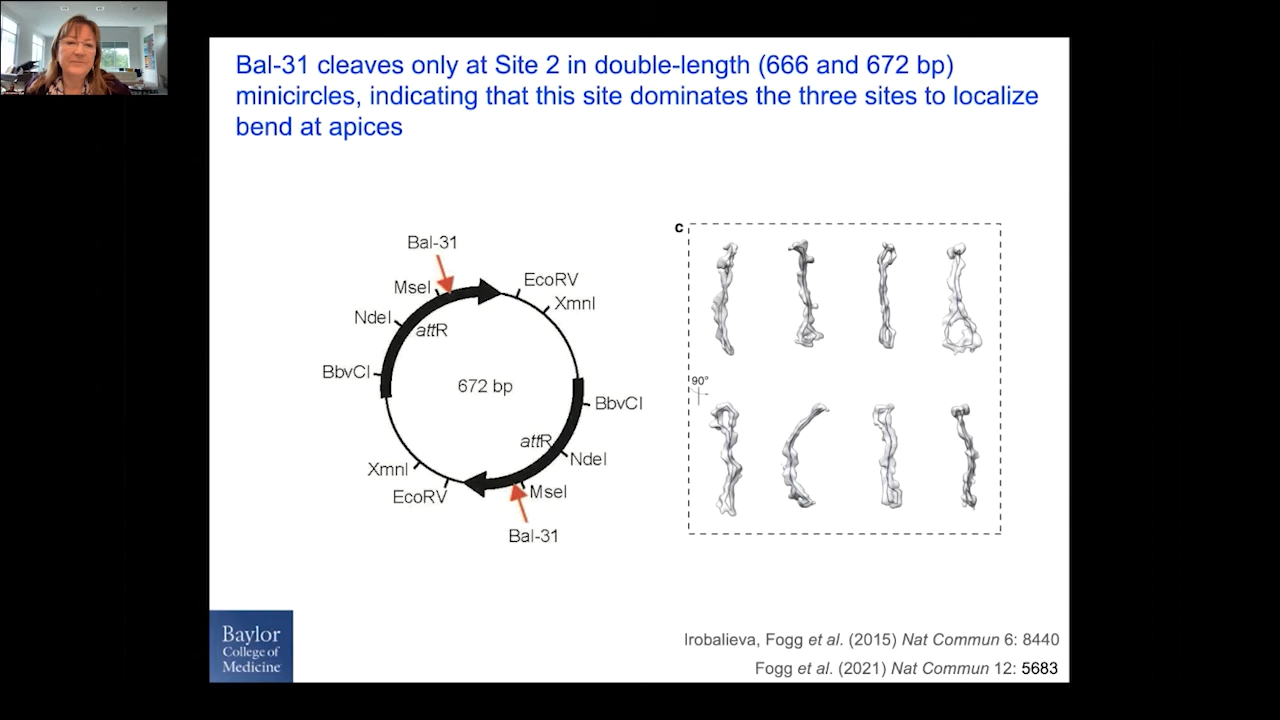 Bal-31 cleaves only at Site 2 in double-length (666 and 672 bp)
minicircles, indicating that this site dominates the three sites to localize
bend at apices
Bal-31
MseI
EcoRV
XmnI
NdeI
attR
BbvCI
672 bp
BbvCI
attR
NdeI
XmnI
EcoRV
MseI
Bal-31
c
90°
Baylor
College of
Medicine
Irobalieva, Fogg et al. (2015) Nat Commun 6: 8440
Fogg et al. (2021) Nat Commun 12: 5683